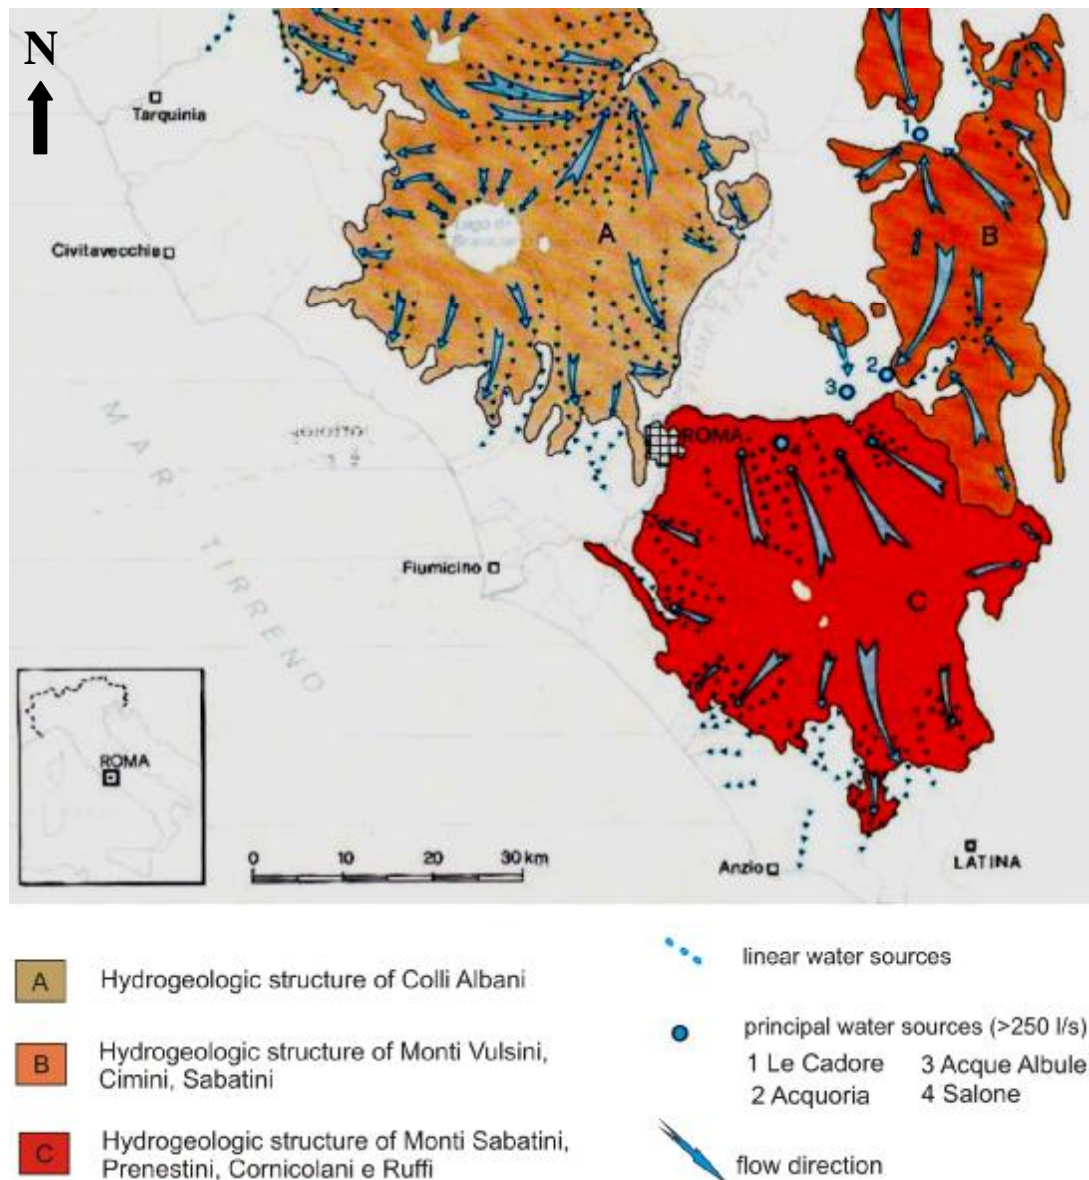 N
Tarquinia
Civitavecchia
A
1
B
2
3
ROMA
4
MAR TIRRENO
Fiumicino
C
ROMA
0 10 20 30 km
Anzio
LATINA
A Hydrogeologic structure of Colli Albani
B Hydrogeologic structure of Monti Vulsini,
Cimini, Sabatini
C Hydrogeologic structure of Monti Sabatini,
Prenestini, Cornicolani e Ruffi
linear water sources
principal water sources (>250 l/s)
1 Le Cadore 3 Acque Albule
2 Acquoria 4 Salone
flow direction